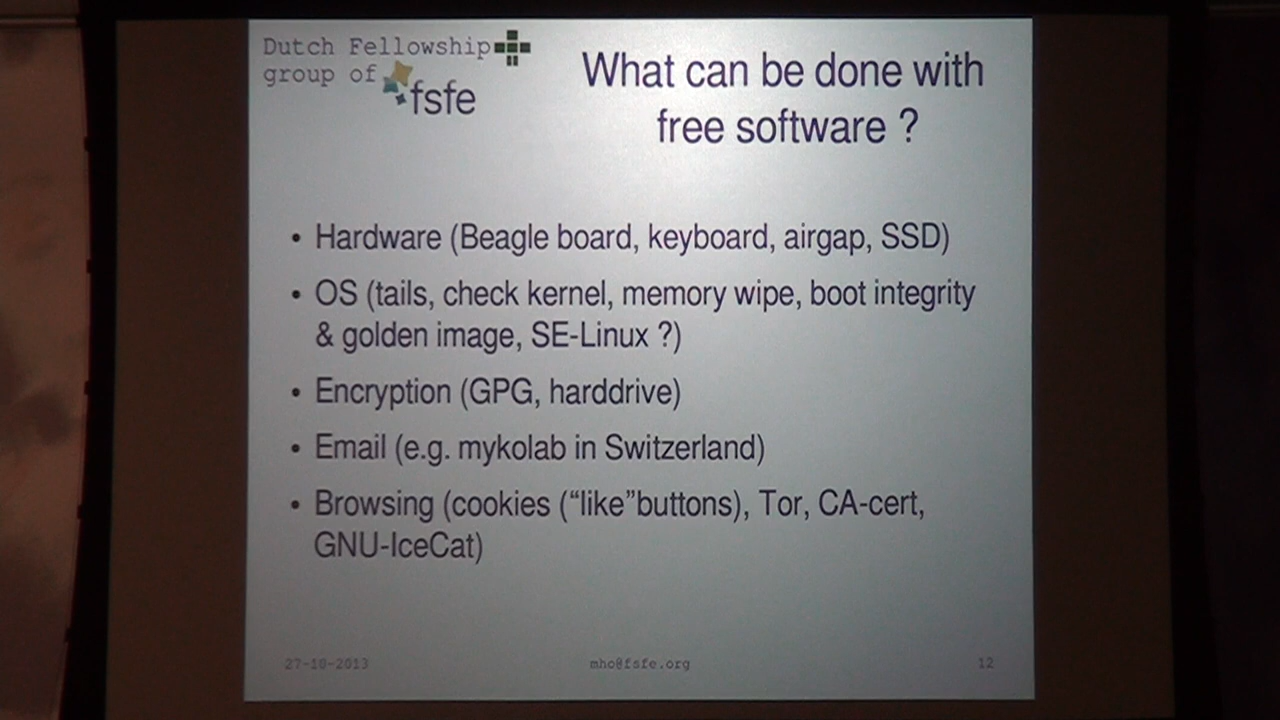 Dutch Fellowship
group of
fsfe
What can be done with
free software ?
• Hardware (Beagle board, keyboard, airgap, SSD)
• OS (tails, check kernel, memory wipe, boot integrity
& golden image, SE-Linux ?)
• Encryption (GPG, harddrive)
• Email (e.g. mykolab in Switzerland)
• Browsing (cookies (“like”buttons), Tor, CA-cert,
GNU-IceCat)
27-10-2013 mho@fsfe.org 12